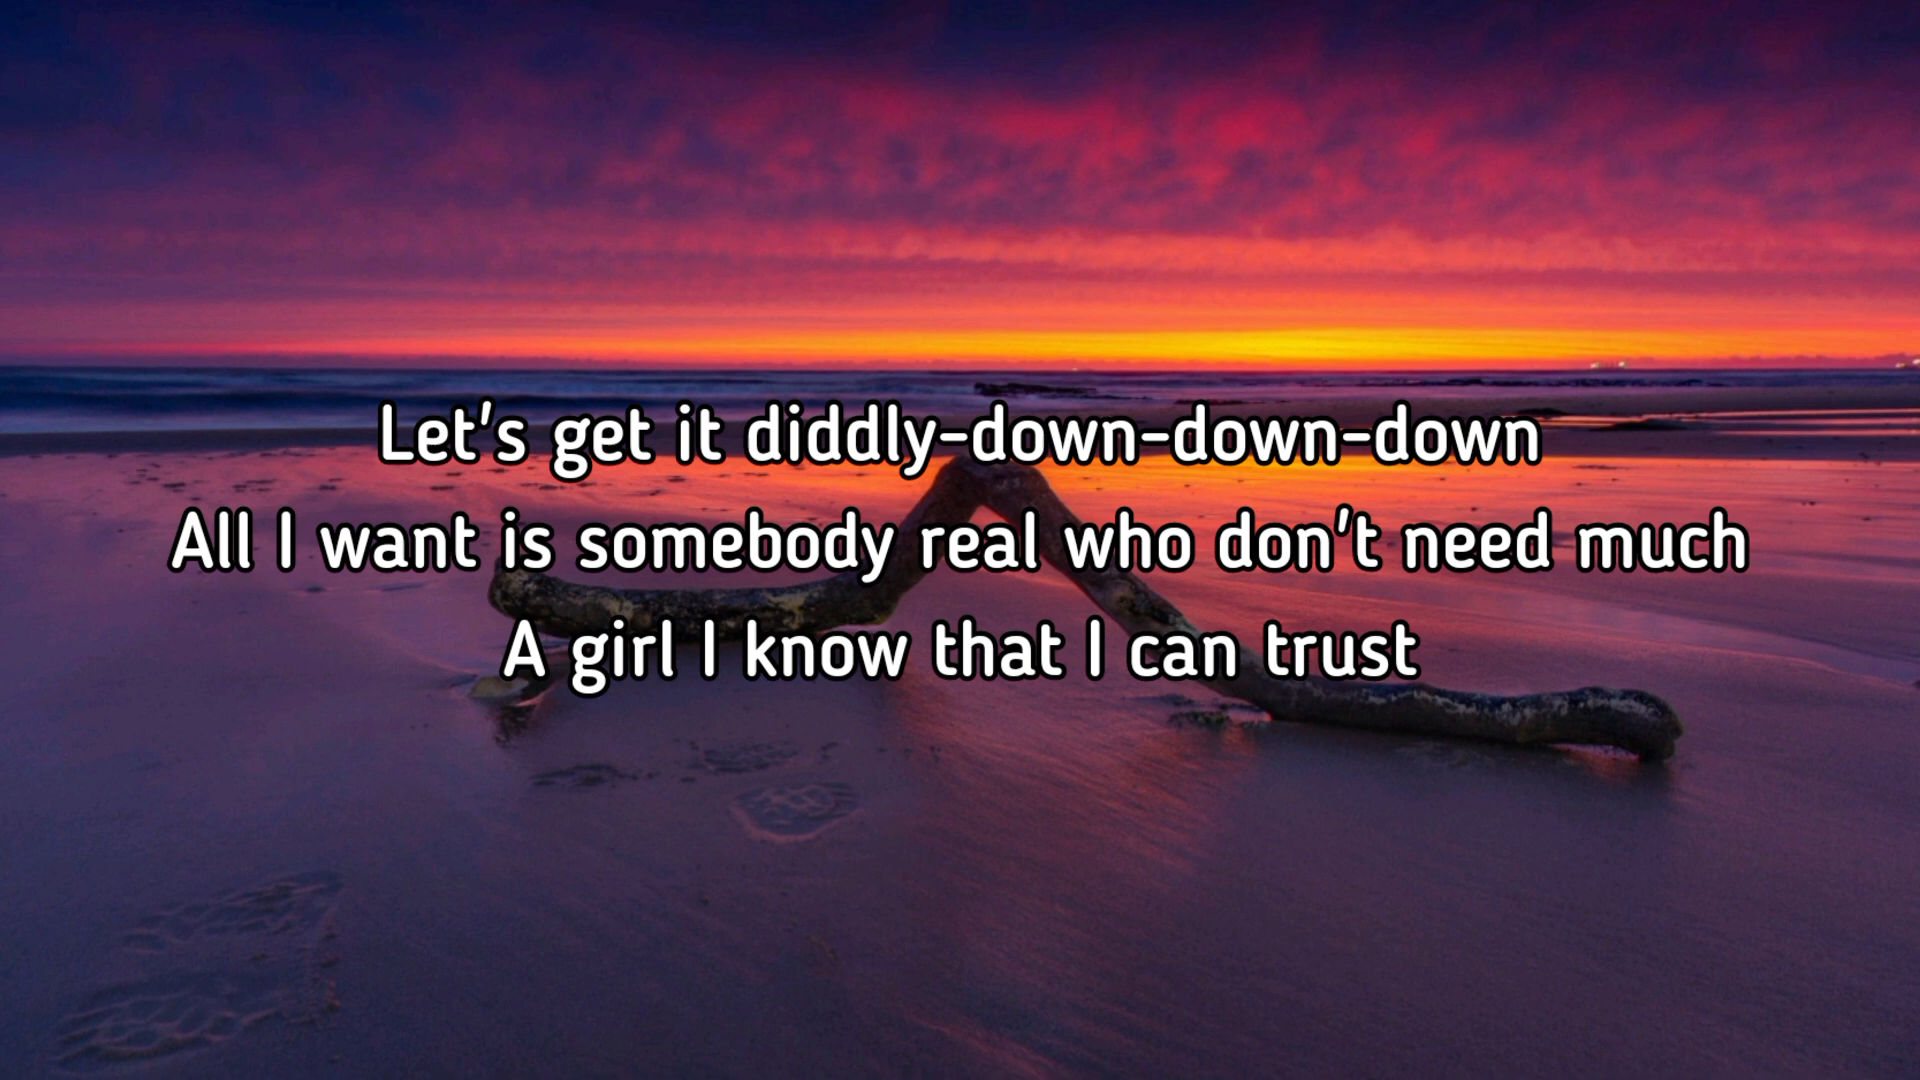 Let's get it diddly-down-down-down
All I want is somebody real who don't need much
A girl I know that I can trust